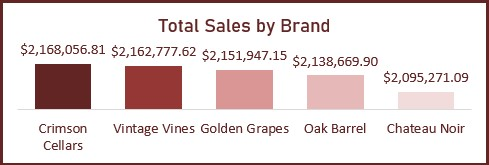 Total Sales by Brand
$2,168,056.81 $2,162,777.62 $2,151,947.15 $2,138,669.90 $2,095,271.09
Crimson Vintage Vines Golden Grapes Oak Barrel Chateau Noir
Cellars